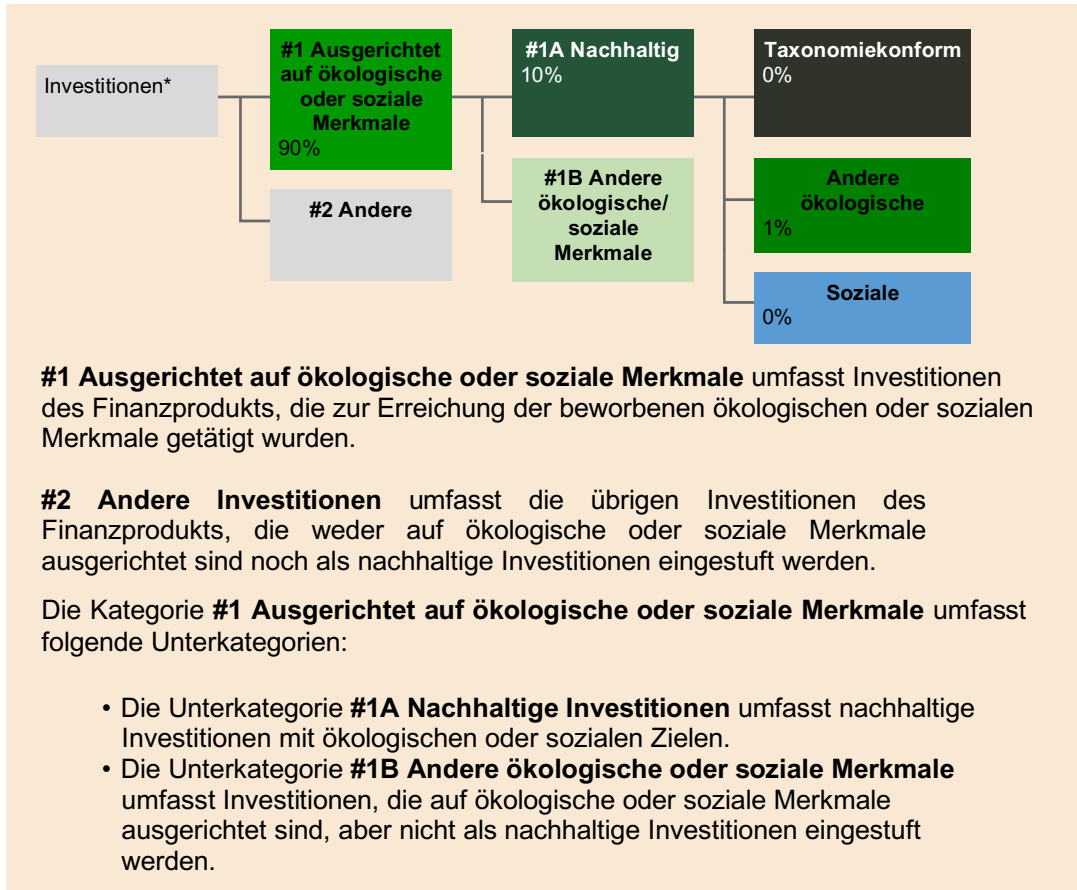 Investitionen*
#1 Ausgerichtet
auf ökologische
oder soziale
Merkmale
90%
#2 Andere
#1A Nachhaltig
10%
#1B Andere
ökologische/
soziale
Merkmale
Taxonomiekonform
0%
Andere
ökologische
1%
Soziale
0%
#1 Ausgerichtet auf ökologische oder soziale Merkmale umfasst Investitionen
des Finanzprodukts, die zur Erreichung der beworbenen ökologischen oder sozialen
Merkmale getätigt wurden.
#2 Andere Investitionen umfasst die übrigen Investitionen des
Finanzprodukts, die weder auf ökologische oder soziale Merkmale
ausgerichtet sind noch als nachhaltige Investitionen eingestuft werden.
Die Kategorie #1 Ausgerichtet auf ökologische oder soziale Merkmale umfasst
folgende Unterkategorien:
• Die Unterkategorie #1A Nachhaltige Investitionen umfasst nachhaltige
Investitionen mit ökologischen oder sozialen Zielen.
• Die Unterkategorie #1B Andere ökologische oder soziale Merkmale
umfasst Investitionen, die auf ökologische oder soziale Merkmale
ausgerichtet sind, aber nicht als nachhaltige Investitionen eingestuft
werden.